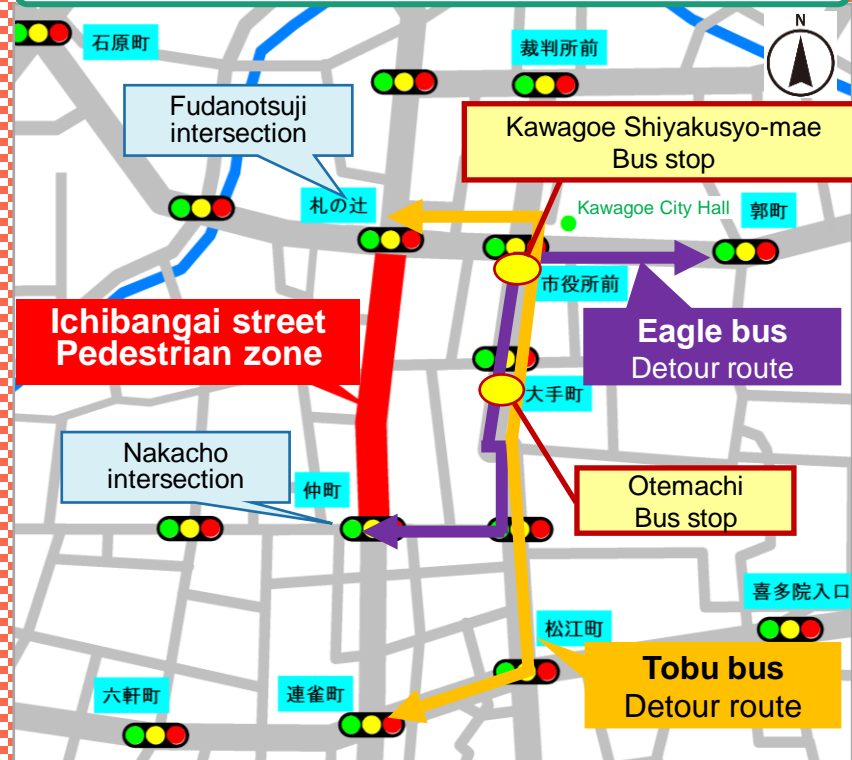 石原町
裁判所前
N
Fudanotsuji
intersection
Kawagoe Shiyakusyo-mae
Bus stop
札の辻
Kawagoe City Hall
郭町
市役所前
Ichibangai street
Pedestrian zone
Eagle bus
Detour route
大手町
Nakacho
intersection
仲町
Otemachi
Bus stop
喜多院入口
松江町
Tobu bus
Detour route
六軒町
連雀町